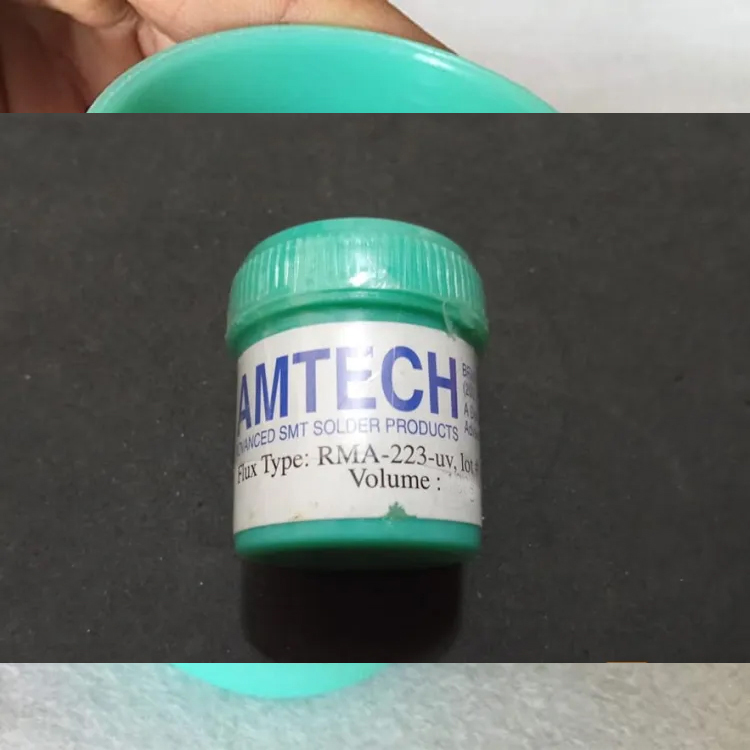 AMTECH
ADVANCED SMT SOLDER PRODUCTS
Flux Type: RMA-223-uv, lot #
Volume :